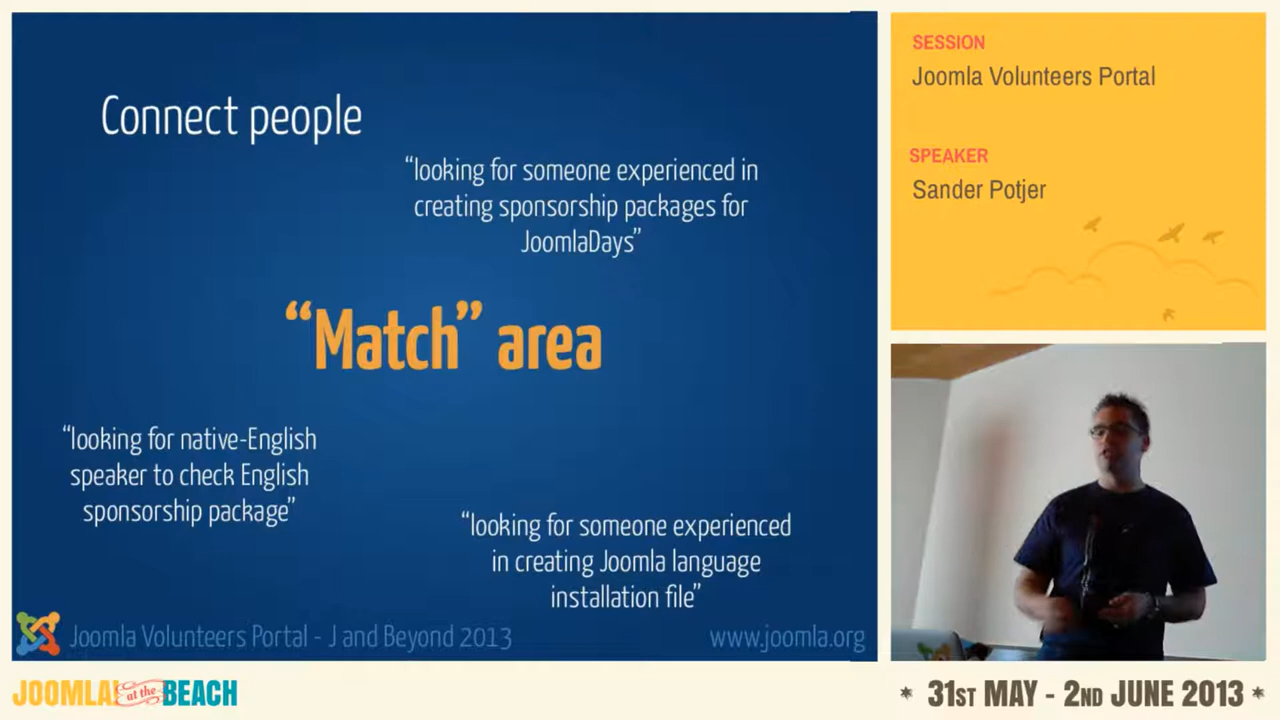 Connect people
“looking for someone experienced in
creating sponsorship packages for
JoomlaDays”
“Match” area
“looking for native-English
speaker to check English
sponsorship package”
“looking for someone experienced
in creating Joomla language
installation file”
Joomla Volunteers Portal - J and Beyond 2013
www.joomla.org
SESSION
Joomla Volunteers Portal
SPEAKER
Sander Potjer
JOOMLA! at the BEACH
* 31ST MAY - 2ND JUNE 2013 *